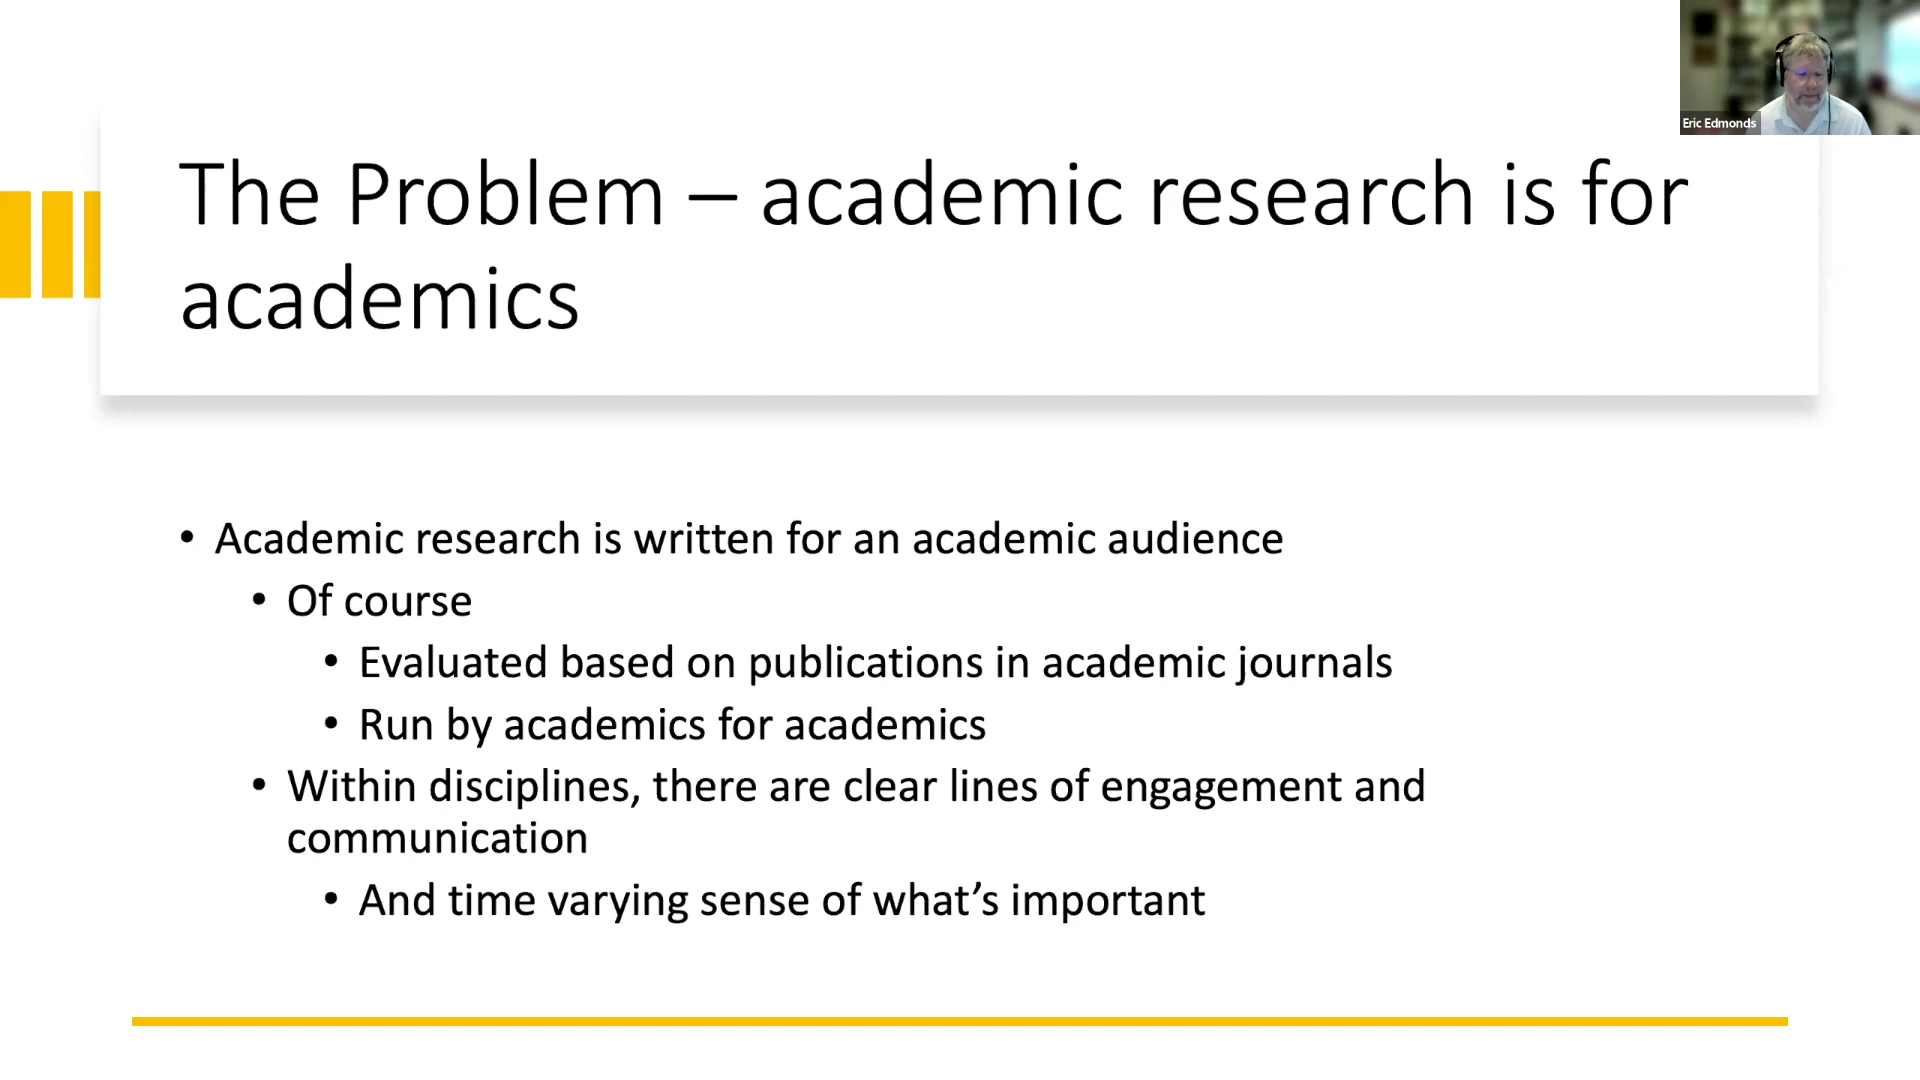 Eric Edmonds
The Problem – academic research is for
academics
• Academic research is written for an academic audience
• Of course
• Evaluated based on publications in academic journals
• Run by academics for academics
• Within disciplines, there are clear lines of engagement and
communication
• And time varying sense of what’s important